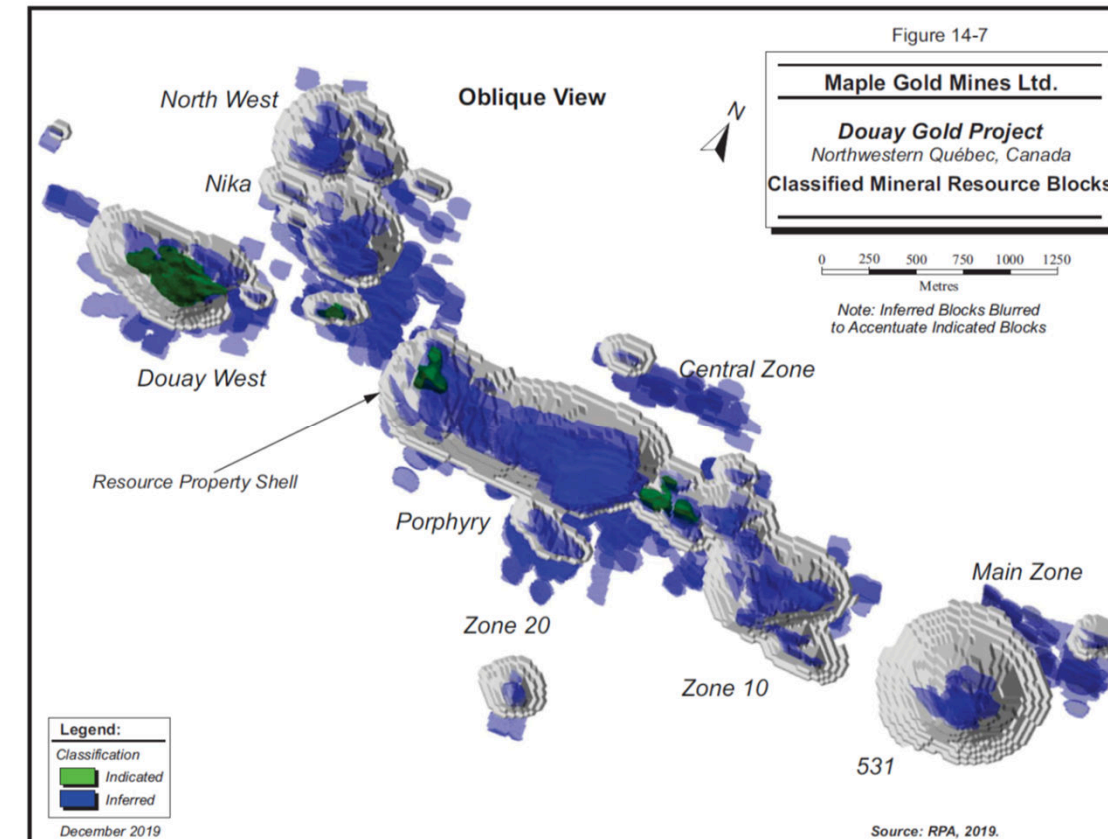 Figure 14-7
Maple Gold Mines Ltd.
Douay Gold Project
Northwestern Québec, Canada
Classified Mineral Resource Blocks
Oblique View
N
0 250 500 750 1000 1250
Metres
Note: Inferred Blocks Blurred
to Accentuate Indicated Blocks
North West
Nika
Douay West
Central Zone
Resource Property Shell
Porphyry
Main Zone
Zone 20
Zone 10
531
Legend:
Classification
Indicated
Inferred
December 2019
Source: RPA, 2019.